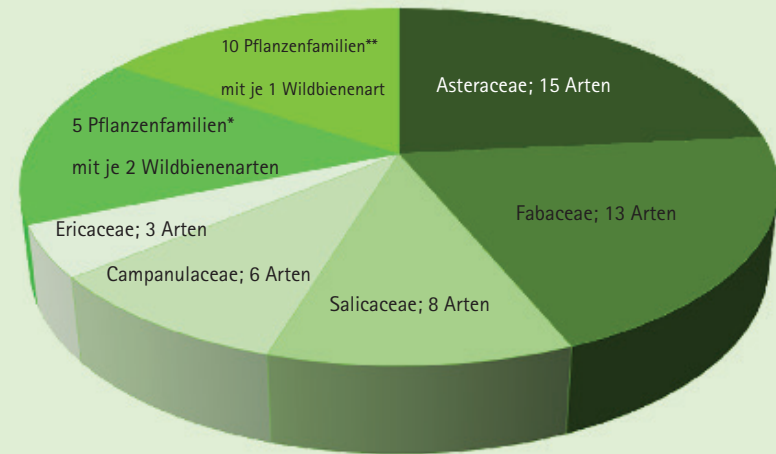 10 Pflanzenfamilien**
mit je 1 Wildbienenart
Asteraceae; 15 Arten
5 Pflanzenfamilien*
mit je 2 Wildbienenarten
Fabaceae; 13 Arten
Ericaceae; 3 Arten
Campanulaceae; 6 Arten
Salicaceae; 8 Arten